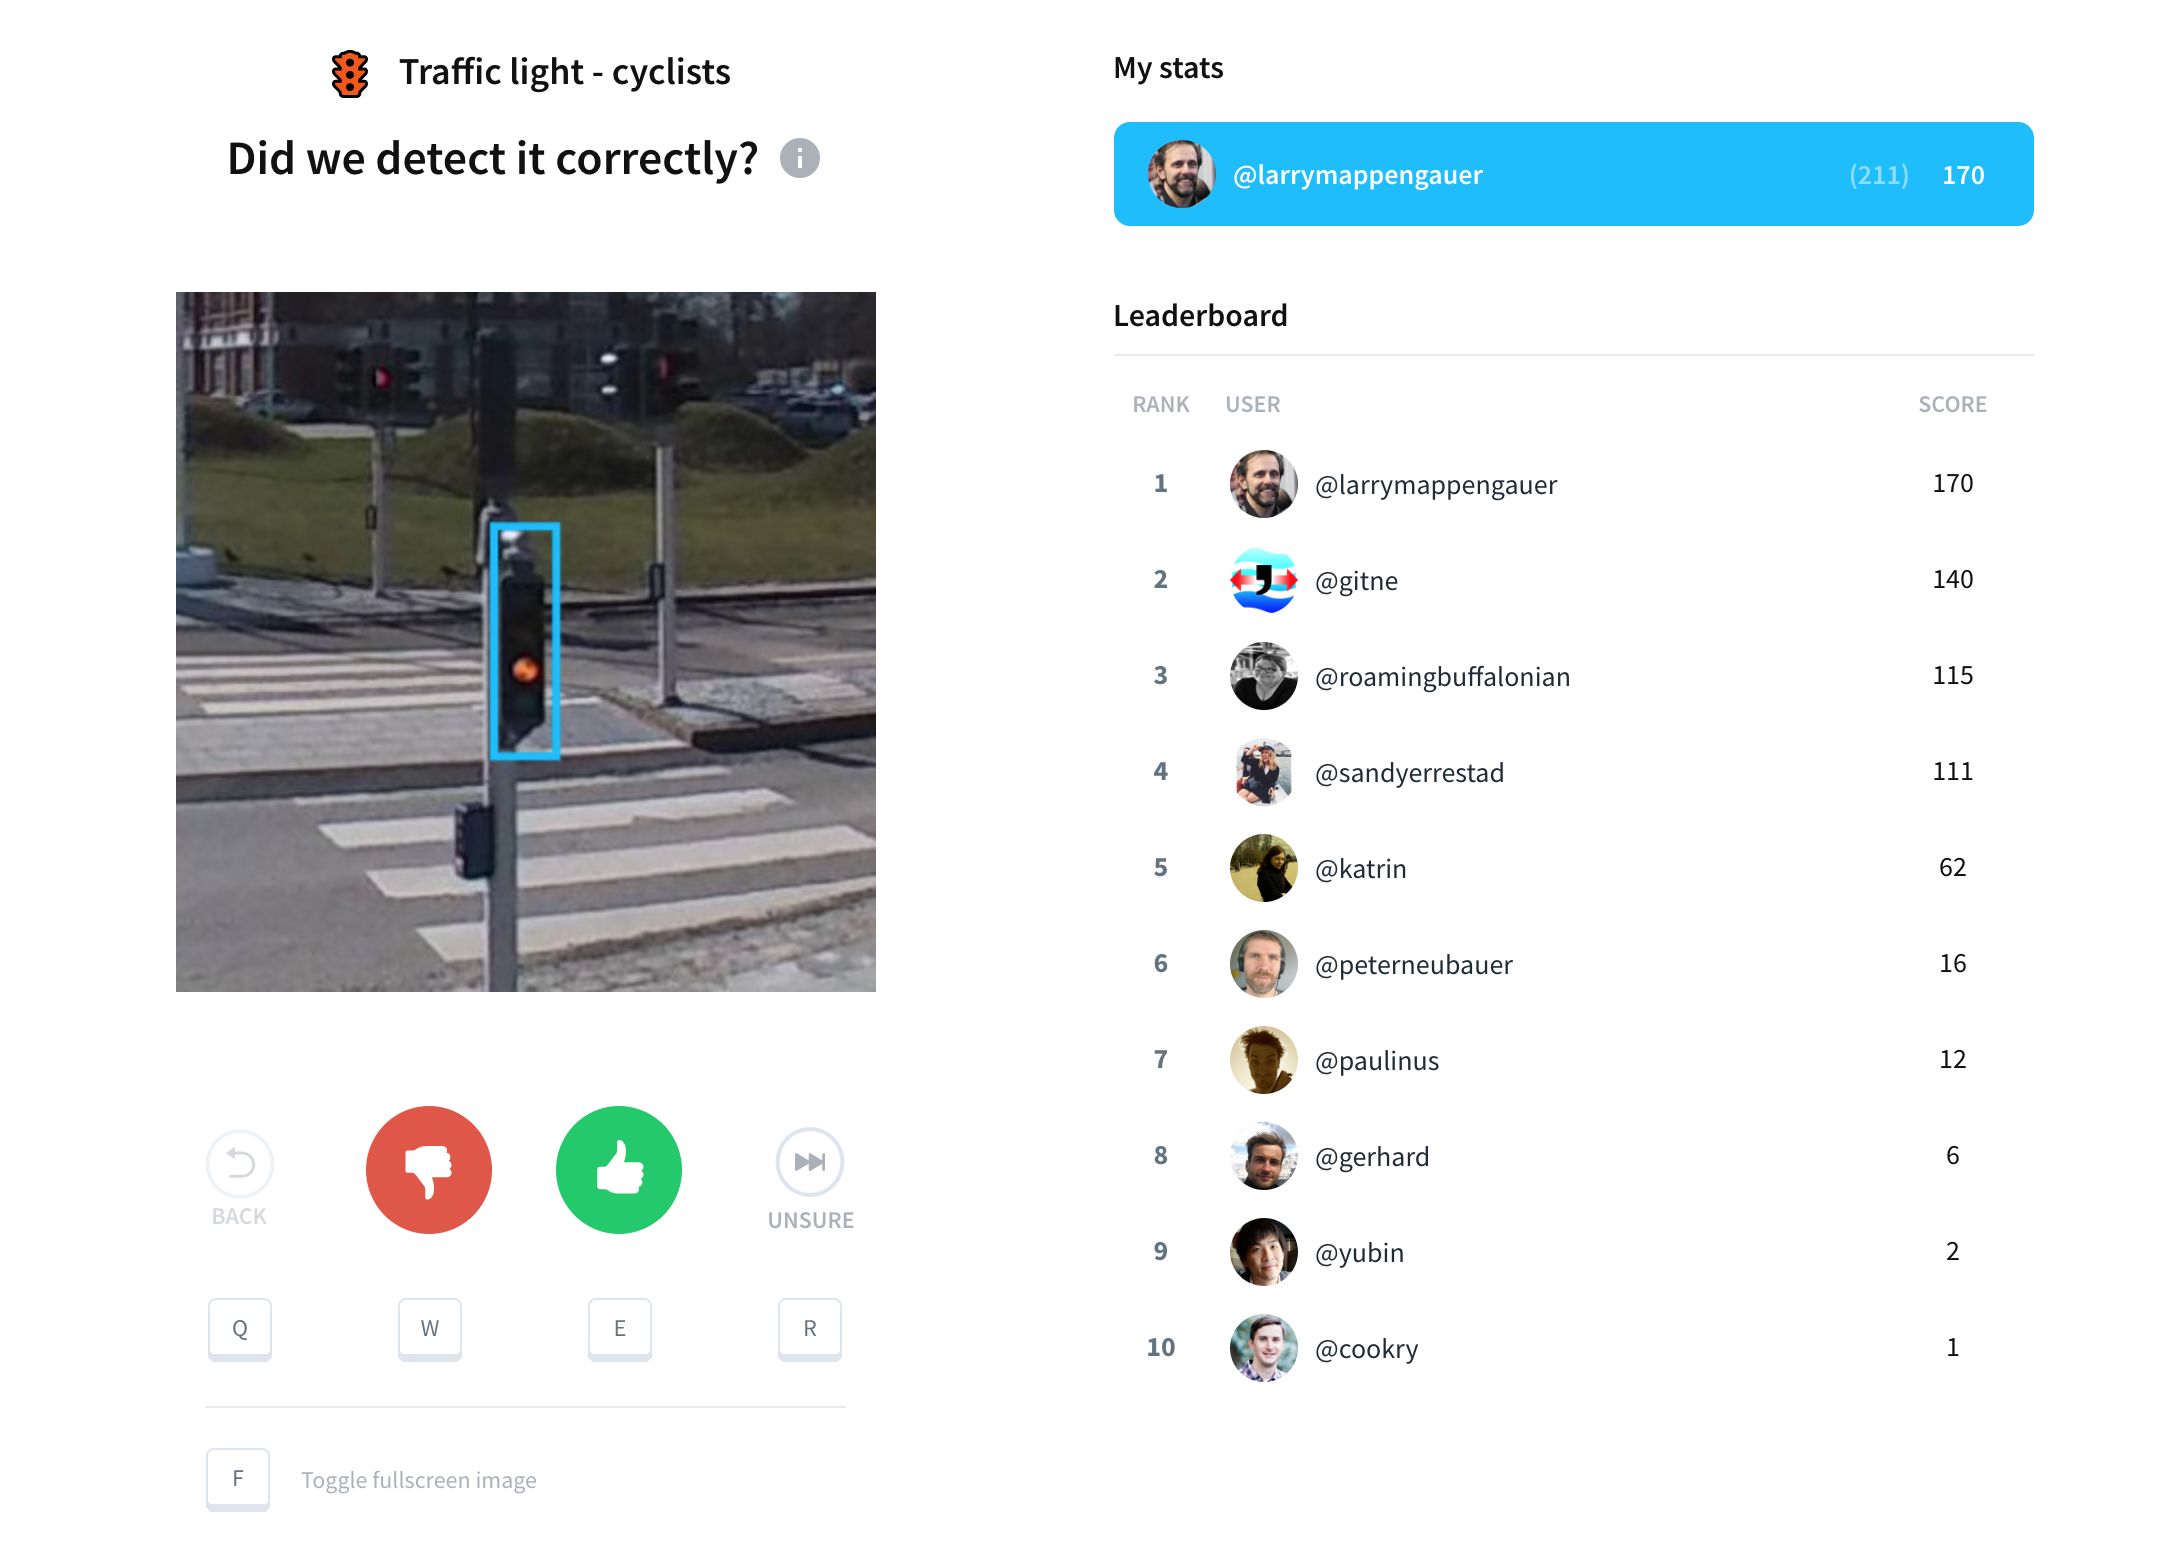 Traffic light - cyclists
Did we detect it correctly?
i
BACK
UNSURE
Q
W
E
R
F
Toggle fullscreen image
My stats
@larrymappengauer (211) 170
Leaderboard
RANK USER SCORE
1 @larrymappengauer 170
2 @gitne 140
3 @roamingbuffalonian 115
4 @sandyerrestad 111
5 @katrin 62
6 @peterneubauer 16
7 @paulinus 12
8 @gerhard 6
9 @yubin 2
10 @cookry 1